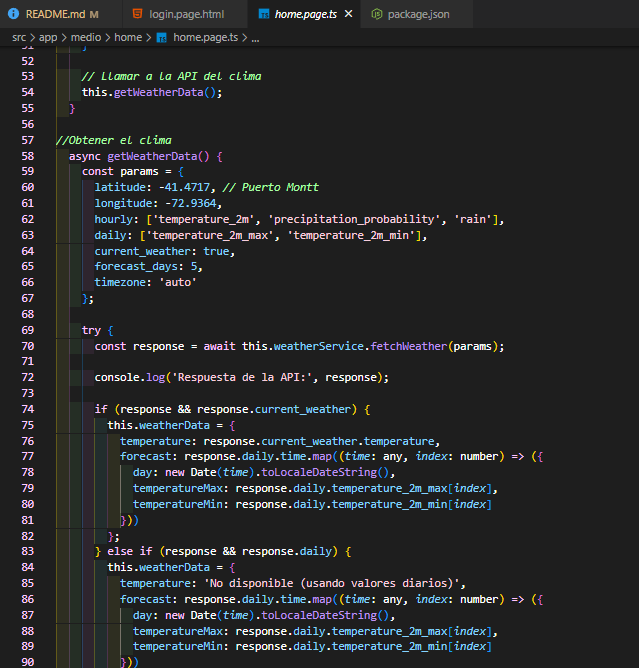 README.md M login.page.html home.page.ts package.json
src > app > medio > home > home.page.ts > ...
51 }
52
53 // Llamar a la API del clima
54 this.getWeatherData();
55 }
56
57 //Obtener el clima
58 async getWeatherData() {
59 const params = {
60 latitude: -41.4717, // Puerto Montt
61 longitude: -72.9364,
62 hourly: ['temperature_2m', 'precipitation_probability', 'rain'],
63 daily: ['temperature_2m_max', 'temperature_2m_min'],
64 current_weather: true,
65 forecast_days: 5,
66 timezone: 'auto'
67 };
68
69 try {
70 const response = await this.weatherService.fetchWeather(params);
71
72 console.log('Respuesta de la API:', response);
73
74 if (response && response.current_weather) {
75 this.weatherData = {
76 temperature: response.current_weather.temperature,
77 forecast: response.daily.time.map((time: any, index: number) => ({
78 day: new Date(time).toLocaleDateString(),
79 temperatureMax: response.daily.temperature_2m_max[index],
80 temperatureMin: response.daily.temperature_2m_min[index]
81 }))
82 };
83 } else if (response && response.daily) {
84 this.weatherData = {
85 temperature: 'No disponible (usando valores diarios)',
86 forecast: response.daily.time.map((time: any, index: number) => ({
87 day: new Date(time).toLocaleDateString(),
88 temperatureMax: response.daily.temperature_2m_max[index],
89 temperatureMin: response.daily.temperature_2m_min[index]
90 }))